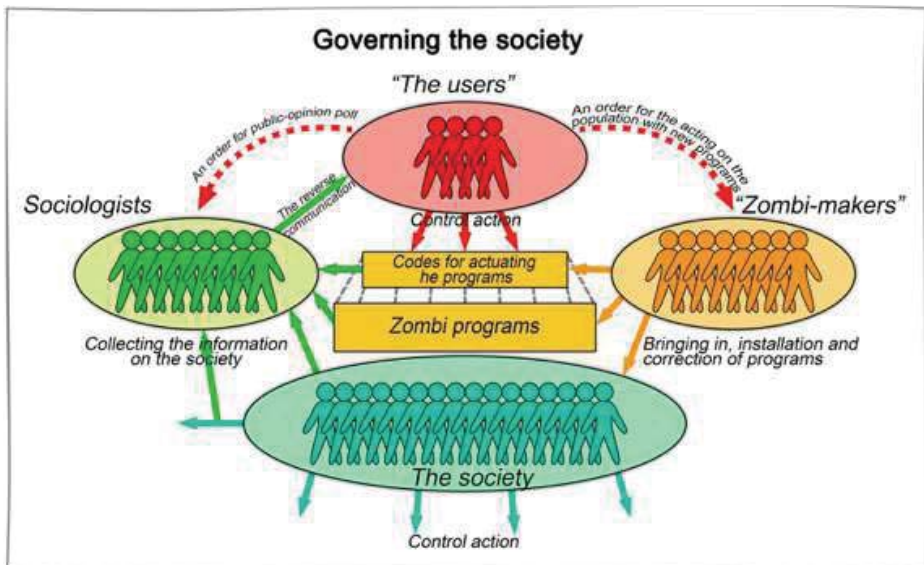 Governing the society
"The users"
An order for public-opinion poll
An order for the acting on the
population with new programs
Sociologists
The reverse
communication
Control action
"Zombi-makers"
Codes for actuating
he programs
Zombi programs
Collecting the information
on the society
Bringing in, installation and
correction of programs
The society
Control action